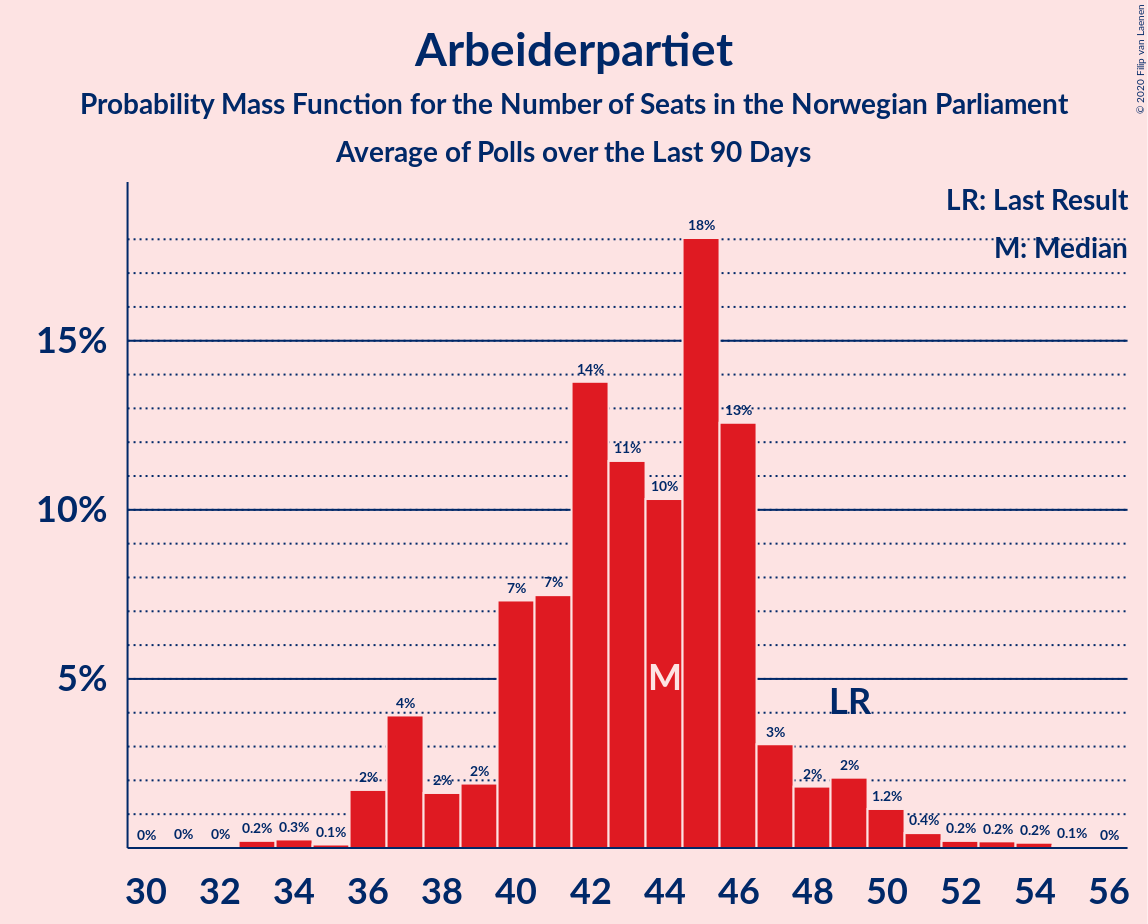 Arbeiderpartiet
Probability Mass Function for the Number of Seats in the Norwegian Parliament
Average of Polls over the Last 90 Days
© 2020 Filip van Laenen
LR: Last Result
M: Median
15%
10%
5%
0% 0% 0% 0.2% 0.3% 0.1% 2% 4% 2% 2% 7% 7% 14% 11% 10% 18% 13% 3% 2% 2% 1.2% 0.4% 0.2% 0.2% 0.2% 0.1% 0%
M
LR
30 32 34 36 38 40 42 44 46 48 50 52 54 56